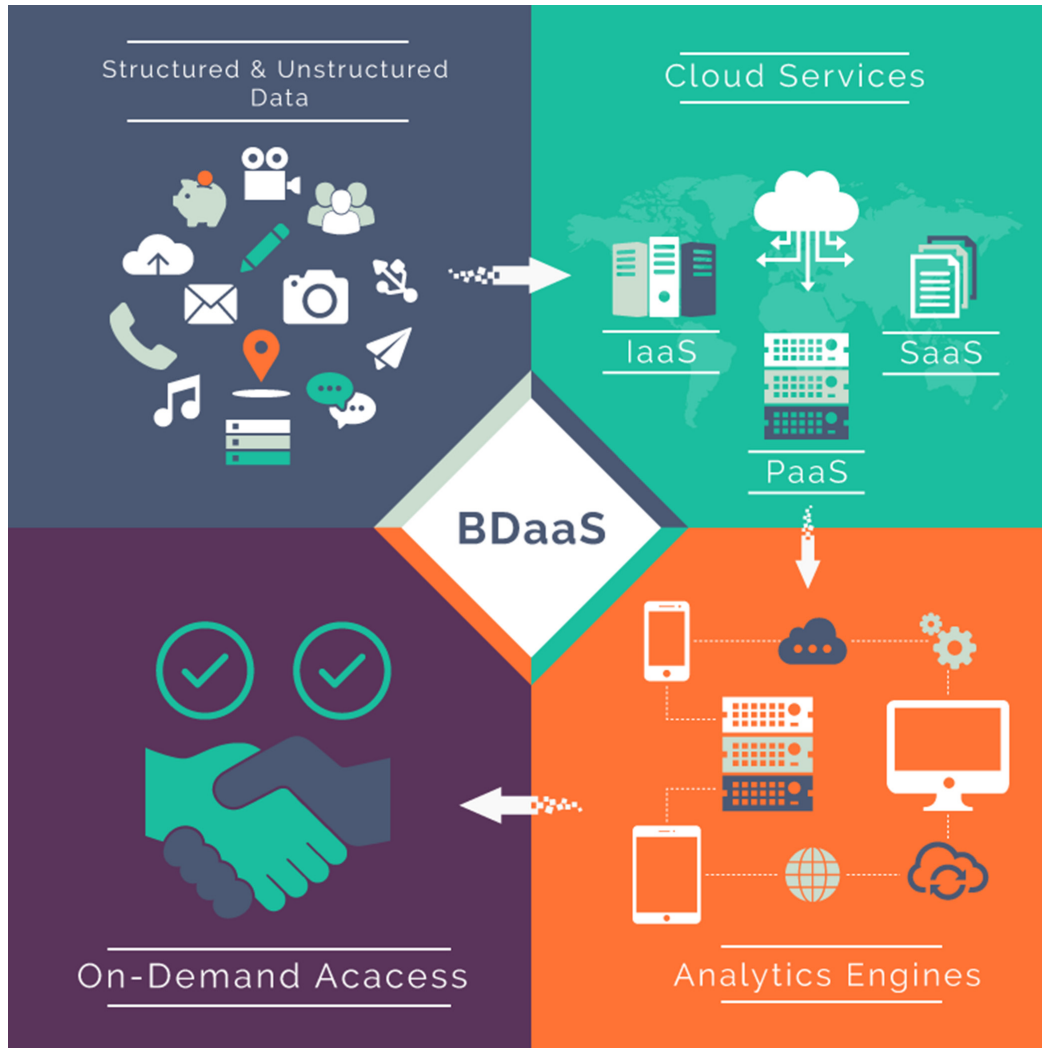 Structured & Unstructured
Data
Cloud Services
IaaS
SaaS
PaaS
BDaaS
On-Demand Acacess
Analytics Engines